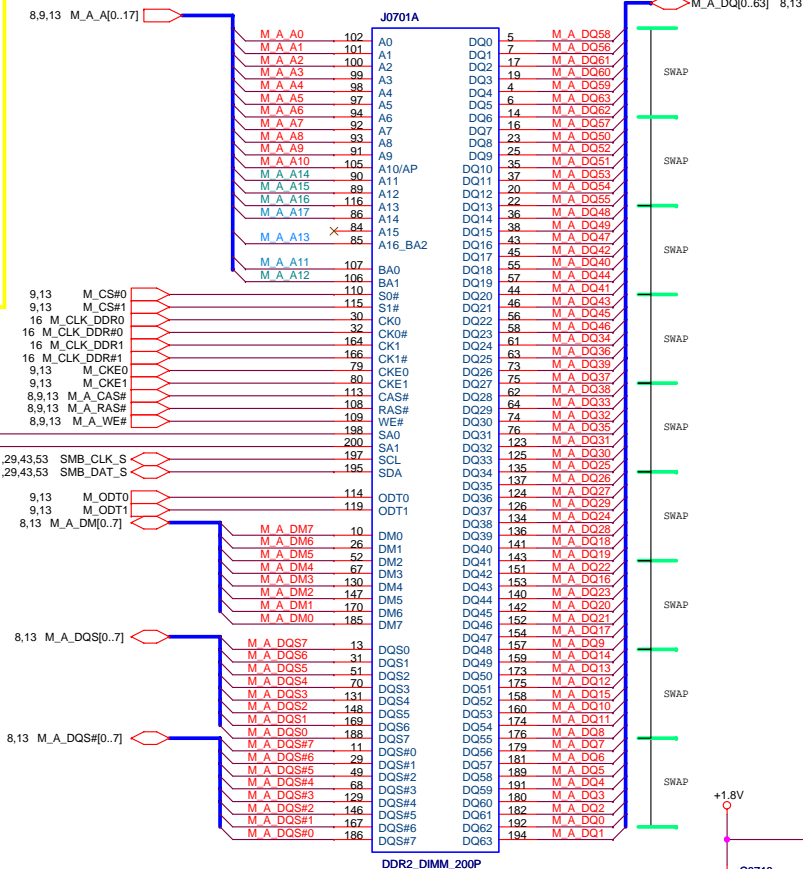 8,9,13 M_A_A[0..17]
J0701A
M_A_DQ[0..63] 8,13
M_A_A0 102 A0 DQ0 5 M_A_DQ58
M_A_A1 101 A1 DQ1 7 M_A_DQ56
M_A_A2 100 A2 DQ2 17 M_A_DQ61
M_A_A3 99 A3 DQ3 19 M_A_DQ60
SWAP
M_A_A4 98 A4 DQ4 4 M_A_DQ59
M_A_A5 97 A5 DQ5 6 M_A_DQ63
M_A_A6 94 A6 DQ6 14 M_A_DQ62
M_A_A7 92 A7 DQ7 16 M_A_DQ57
M_A_A8 93 A8 DQ8 23 M_A_DQ50
M_A_A9 91 A9 DQ9 25 M_A_DQ52
M_A_A10 105 A10/AP DQ10 35 M_A_DQ51
SWAP
M_A_A14 90 A11 DQ11 37 M_A_DQ53
M_A_A15 89 A12 DQ12 20 M_A_DQ54
M_A_A16 116 A13 DQ13 22 M_A_DQ55
M_A_A17 86 A14 DQ14 36 M_A_DQ48
84 A15 DQ15 38 M_A_DQ49
M_A_A13 85 A16_BA2 DQ16 43 M_A_DQ47
DQ17 45 M_A_DQ42
SWAP
M_A_A11 107 BA0 DQ18 55 M_A_DQ40
M_A_A12 106 BA1 DQ19 57 M_A_DQ44
9,13 M_CS#0 110 S0# DQ20 44 M_A_DQ41
9,13 M_CS#1 115 S1# DQ21 46 M_A_DQ43
16 M_CLK_DDR0 30 CK0 DQ22 56 M_A_DQ45
16 M_CLK_DDR#0 32 CK0# DQ23 58 M_A_DQ46
SWAP
16 M_CLK_DDR1 164 CK1 DQ24 61 M_A_DQ34
16 M_CLK_DDR#1 166 CK1# DQ25 63 M_A_DQ36
9,13 M_CKE0 79 CKE0 DQ26 73 M_A_DQ39
9,13 M_CKE1 80 CKE1 DQ27 75 M_A_DQ37
8,9,13 M_A_CAS# 113 CAS# DQ28 62 M_A_DQ38
8,9,13 M_A_RAS# 108 RAS# DQ29 64 M_A_DQ33
8,9,13 M_A_WE# 109 WE# DQ30 74 M_A_DQ32
SWAP
198 SA0 DQ31 76 M_A_DQ35
200 SA1 DQ32 123 M_A_DQ31
,29,43,53 SMB_CLK_S 197 SCL DQ33 125 M_A_DQ30
,29,43,53 SMB_DAT_S 195 SDA DQ34 135 M_A_DQ25
DQ35 137 M_A_DQ26
9,13 M_ODT0 114 ODT0 DQ36 124 M_A_DQ27
9,13 M_ODT1 119 ODT1 DQ37 126 M_A_DQ29
SWAP
8,13 M_A_DM[0..7] DQ38 134 M_A_DQ24
M_A_DM7 10 DM0 DQ39 136 M_A_DQ28
M_A_DM6 26 DM1 DQ40 141 M_A_DQ18
M_A_DM5 52 DM2 DQ41 143 M_A_DQ19
M_A_DM4 67 DM3 DQ42 151 M_A_DQ22
M_A_DM3 130 DM4 DQ43 153 M_A_DQ16
M_A_DM2 147 DM5 DQ44 140 M_A_DQ23
M_A_DM1 170 DM6 DQ45 142 M_A_DQ20
SWAP
M_A_DM0 185 DM7 DQ46 152 M_A_DQ21
8,13 M_A_DQS[0..7] DQ47 154 M_A_DQ17
M_A_DQS7 13 DQS0 DQ48 157 M_A_DQ9
M_A_DQS6 31 DQS1 DQ49 159 M_A_DQ14
M_A_DQS5 51 DQS2 DQ50 173 M_A_DQ13
M_A_DQS4 70 DQS3 DQ51 175 M_A_DQ12
SWAP
M_A_DQS3 131 DQS4 DQ52 158 M_A_DQ15
M_A_DQS2 148 DQS5 DQ53 160 M_A_DQ10
M_A_DQS1 169 DQS6 DQ54 174 M_A_DQ11
M_A_DQS0 188 DQS7 DQ55 176 M_A_DQ8
8,13 M_A_DQS#[0..7]
M_A_DQS#7 11 DQS#0 DQ56 179 M_A_DQ7
M_A_DQS#6 29 DQS#1 DQ57 181 M_A_DQ6
M_A_DQS#5 49 DQS#2 DQ58 189 M_A_DQ5
M_A_DQS#4 68 DQS#3 DQ59 191 M_A_DQ4
SWAP
M_A_DQS#3 129 DQS#4 DQ60 180 M_A_DQ3
M_A_DQS#2 146 DQS#5 DQ61 182 M_A_DQ2
M_A_DQS#1 167 DQS#6 DQ62 192 M_A_DQ0
M_A_DQS#0 186 DQS#7 DQ63 194 M_A_DQ1
+1.8V
DDR2_DIMM_200P